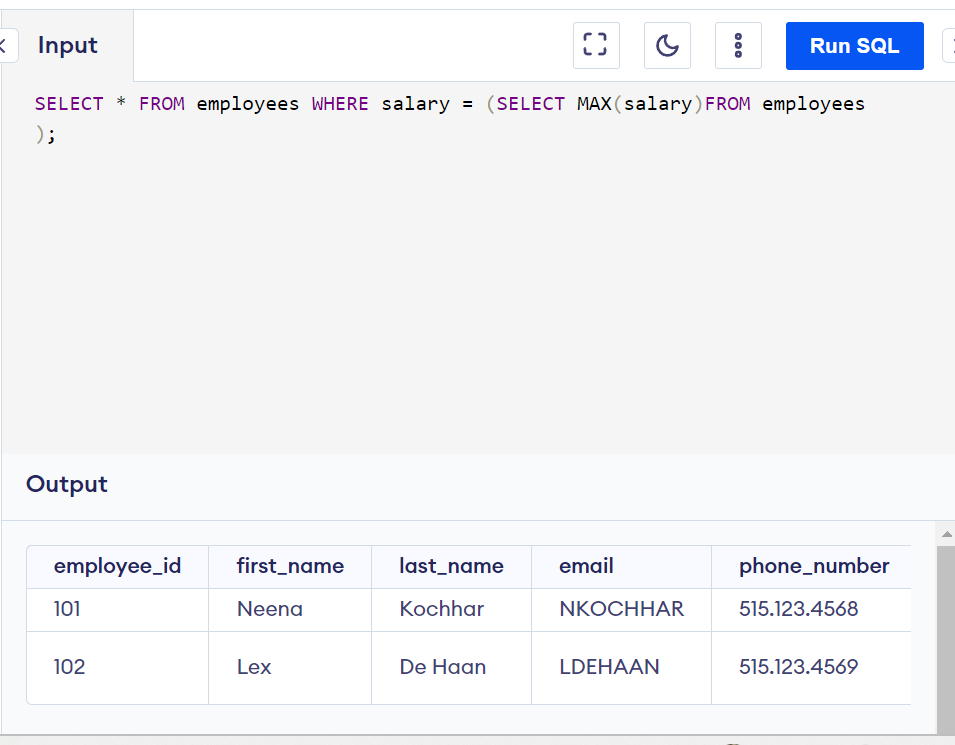 Input
Run SQL
SELECT * FROM employees WHERE salary = (SELECT MAX(salary)FROM employees
);
Output
employee_id first_name last_name email phone_number
101 Neena Kochhar NKOCHHAR 515.123.4568
102 Lex De Haan LDEHAAN 515.123.4569